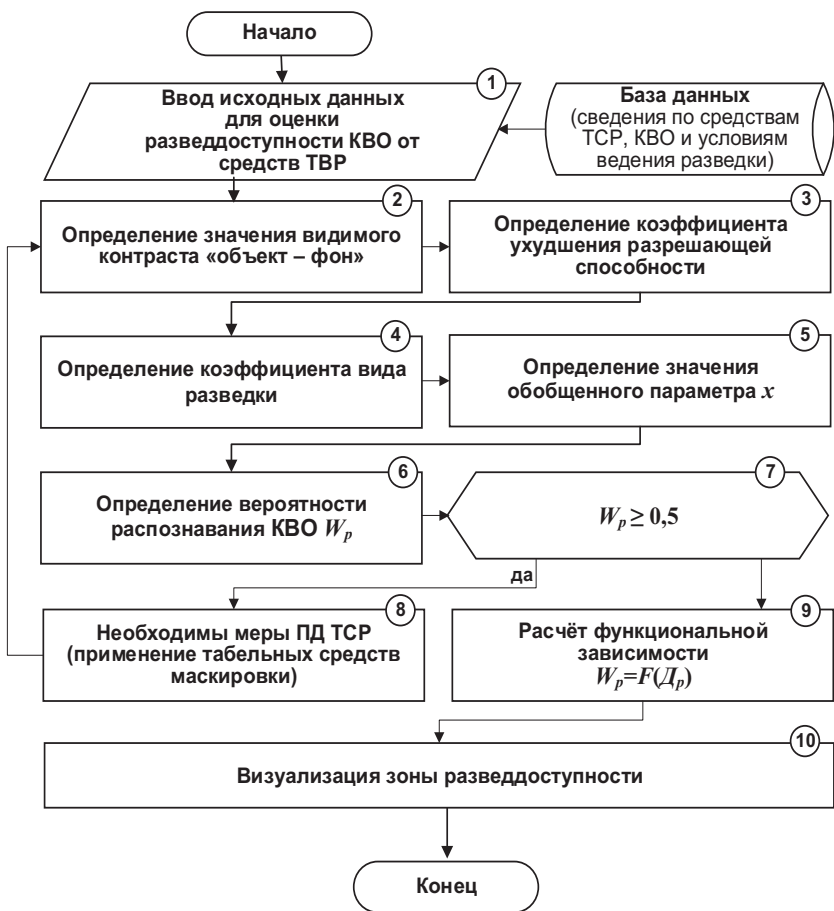 Начало
1
Ввод исходных данных
для оценки
разведдоступности КВО от
средств ТВР
База данных
(сведения по средствам
ТСР, КВО и условиям
ведения разведки)
2
Определение значения видимого
контраста «объект – фон»
3
Определение коэффициента
ухудшения разрешающей
способности
4
Определение коэффициента вида
разведки
5
Определение значения
обобщенного параметра x
6
Определение вероятности
распознавания КВО Wp
7
Wp ≥ 0,5
да
8
Необходимы меры ПД ТСР
(применение табельных средств
маскировки)
9
Расчёт функциональной
зависимости
Wp=F(Др)
10
Визуализация зоны разведдоступности
Конец